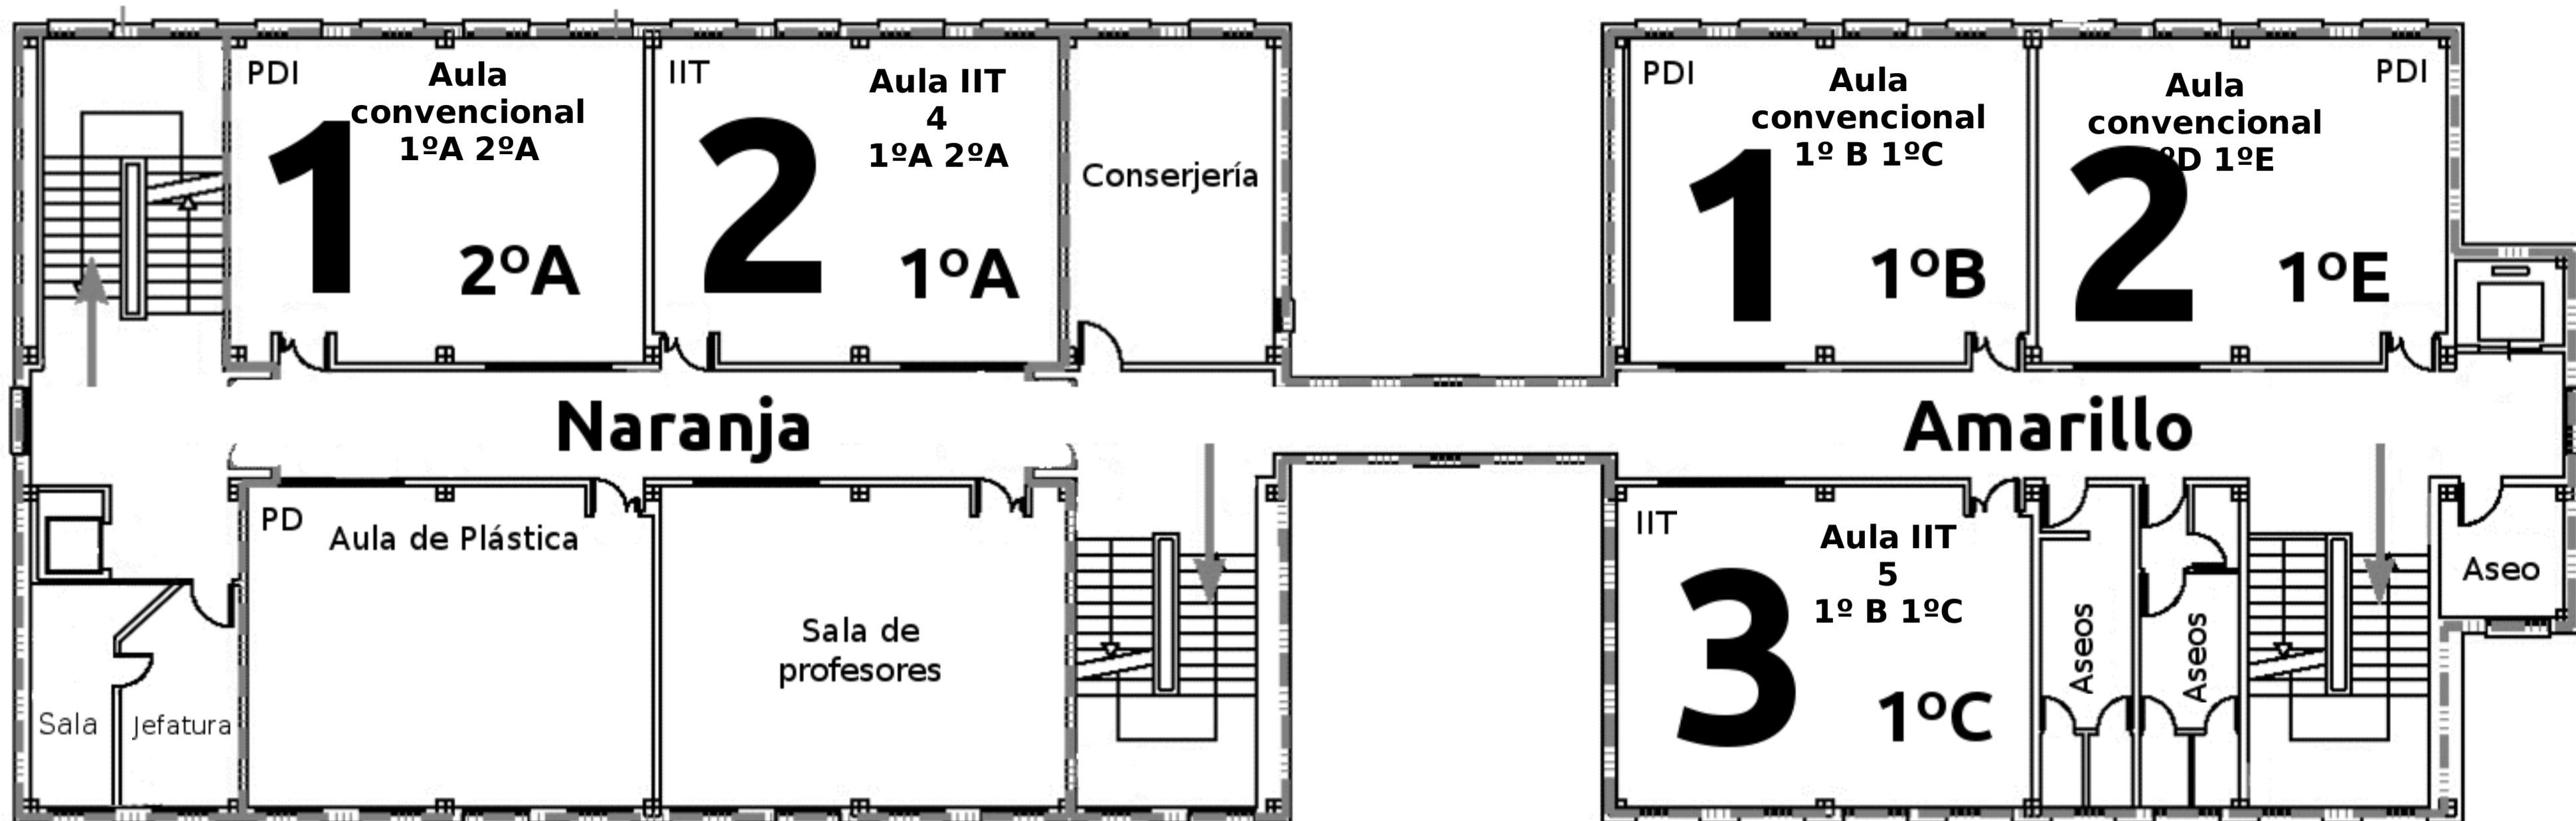 PDI
Aula
convencional
1ºA 2ºA
1
2ºA
IIT
Aula IIT
4
1ºA 2ºA
2
1ºA
Conserjería
PDI
Aula
convencional
1º B 1ºC
1
1ºB
PDI
Aula
convencional
1ºE
2
1ºE
Naranja
Amarillo
PD
Aula de Plástica
Sala de
profesores
Sala
Jefatura
IIT
Aula IIT
5
1º B 1ºC
3
1ºC
Aseos
Aseos
Aseo